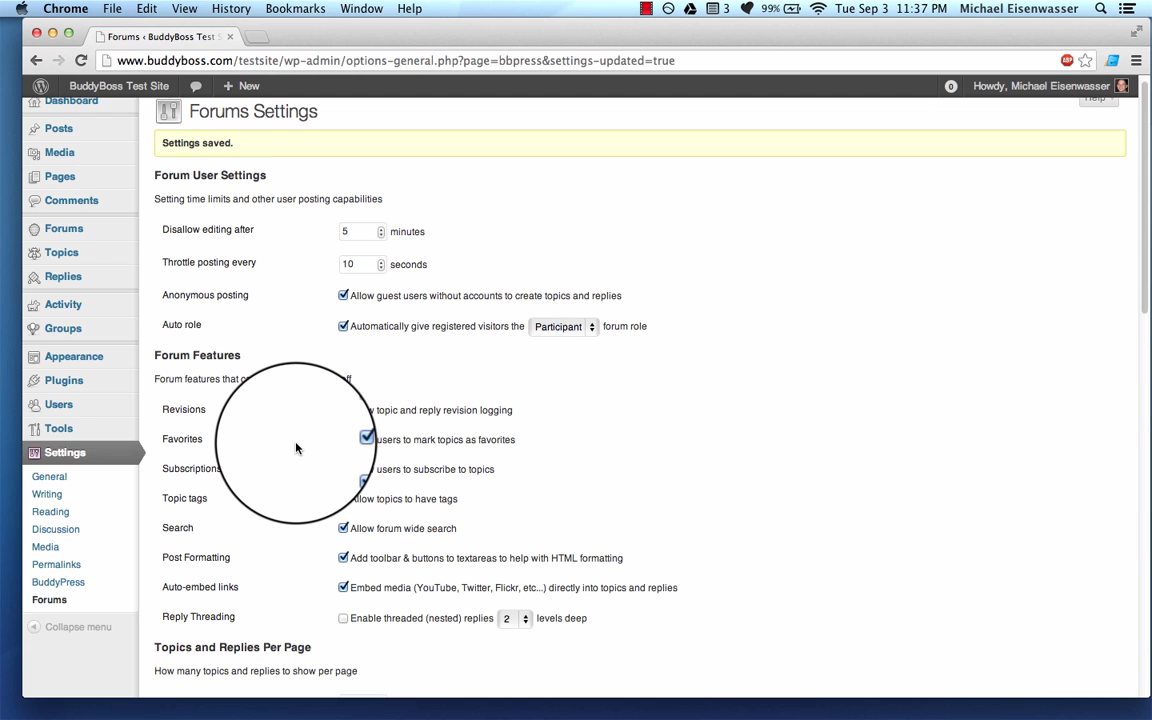 Chrome File Edit View History Bookmarks Window Help 3 99% Tue Sep 3 11:37 PM Michael Eisenwasser
Forums ‹ BuddyBoss Test S
www.buddyboss.com/testsite/wp-admin/options-general.php?page=bbpress&settings-updated=true
BuddyBoss Test Site + New 0 Howdy, Michael Eisenwasser
Dashboard
Posts
Media
Pages
Comments
Forums
Topics
Replies
Activity
Groups
Appearance
Plugins
Users
Tools
Settings
General
Writing
Reading
Discussion
Media
Permalinks
BuddyPress
Forums
Collapse menu
Help
Forums Settings
Settings saved.
Forum User Settings
Setting time limits and other user posting capabilities
Disallow editing after 5 minutes
Throttle posting every 10 seconds
Anonymous posting Allow guest users without accounts to create topics and replies
Auto role Automatically give registered visitors the Participant forum role
Forum Features
Forum features that
Revisions topic and reply revision logging
Favorites users to mark topics as favorites
Subscriptions users to subscribe to topics
Topic tags llow topics to have tags
Search Allow forum wide search
Post Formatting Add toolbar & buttons to textareas to help with HTML formatting
Auto-embed links Embed media (YouTube, Twitter, Flickr, etc...) directly into topics and replies
Reply Threading Enable threaded (nested) replies 2 levels deep
Topics and Replies Per Page
How many topics and replies to show per page